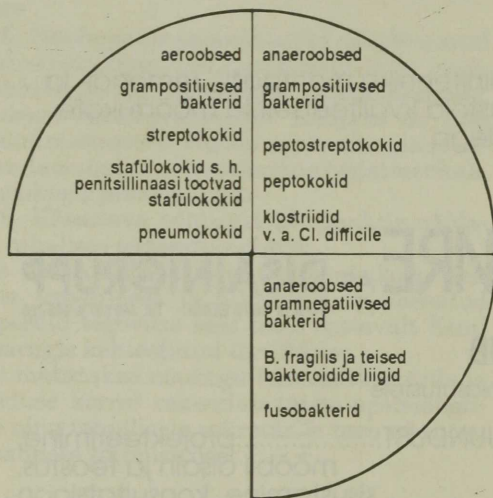 aeroobsed
grampositiivsed
bakterid
streptokokid
stafülokokid s. h.
penitsillinaasi tootvad
stafülokokid
pneumokokid
anaeroobsed
grampositiivsed
bakterid
peptostreptokokid
peptokokid
klostriidid
v. a. Cl. difficile
anaeroobsed
gramnegatiivsed
bakterid
B. fragilis ja teised
bakteroidide liigid
fusobakterid